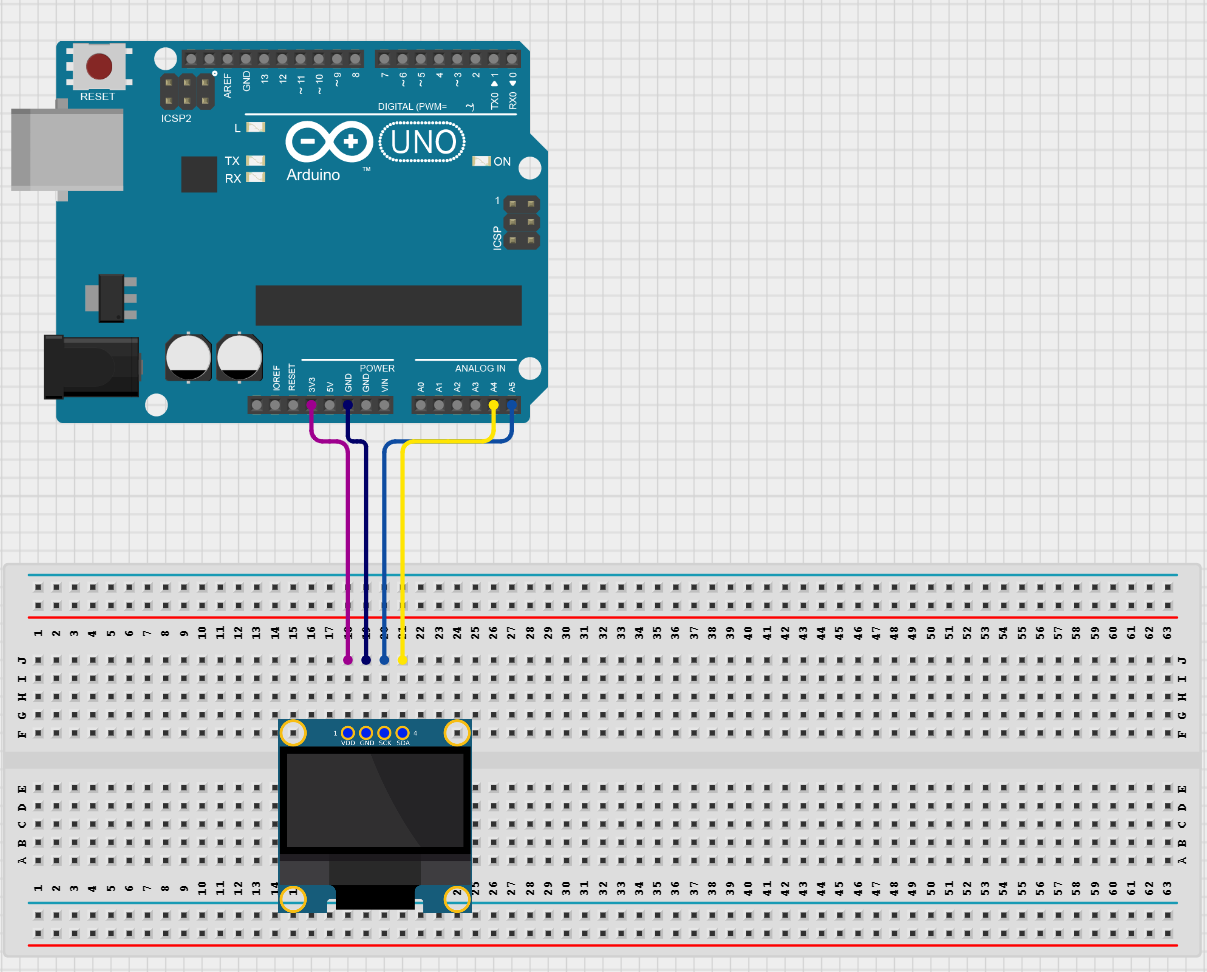 RESET
ICSP2
AREF
GND
13
12
~11
~10
~9
8
7
~6
~5
4
~3
2
TX0 ▶ 1
RX0 ◀ 0
DIGITAL (PWM= ~)
L
TX
RX
UNO
Arduino
™
ON
1
ICSP
POWER
ANALOG IN
IOREF
RESET
3V3
5V
GND
GND
VIN
A0
A1
A2
A3
A4
A5
1 2 3 4 5 6 7 8 9 10 11 12 13 14 15 16 17 22 23 24 25 26 27 28 29 30 31 32 33 34 35 36 37 38 39 40 41 42 43 44 45 46 47 48 49 50 51 52 53 54 55 56 57 58 59 60 61 62 63
J J
I I
H H
G G
F F
1 4
VDD GND SCK SDA
E E
D D
C C
B B
A A
1 2 3 4 5 6 7 8 9 10 11 12 13 14 25 26 27 28 29 30 31 32 33 34 35 36 37 38 39 40 41 42 43 44 45 46 47 48 49 50 51 52 53 54 55 56 57 58 59 60 61 62 63